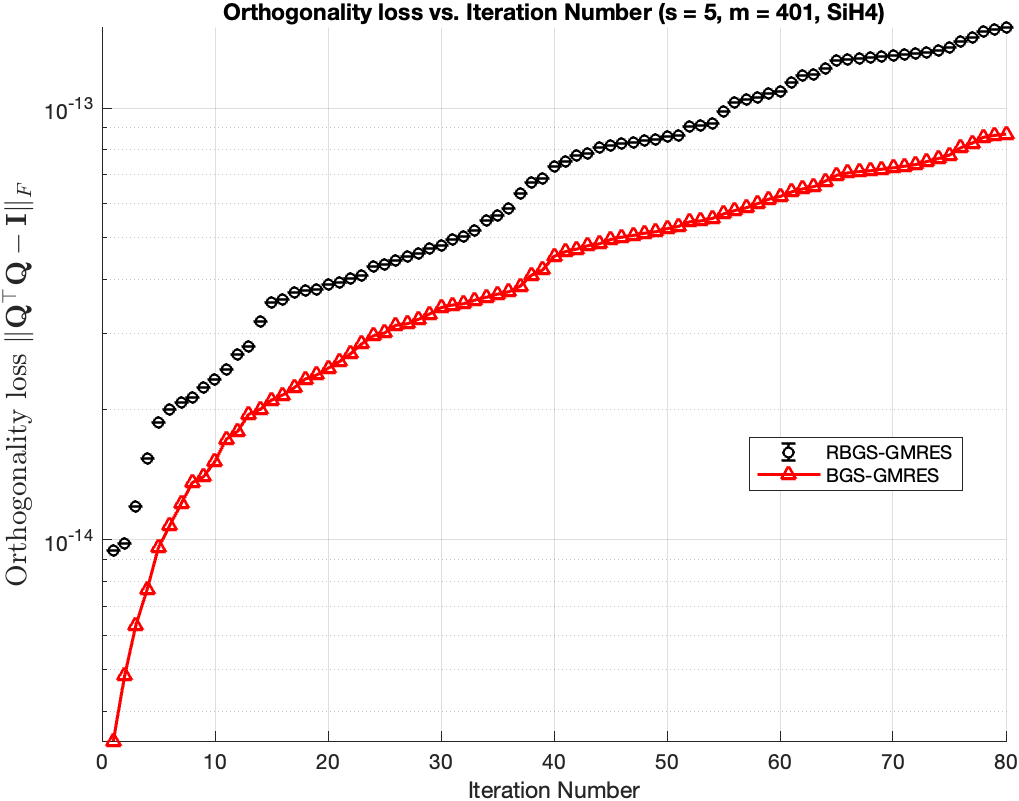 Orthogonality loss vs. Iteration Number (s = 5, m = 401, SiH4)
Orthogonality loss ||Q⊤Q − I||F
10-13
10-14
RBGS-GMRES
BGS-GMRES
0 10 20 30 40 50 60 70 80
Iteration Number